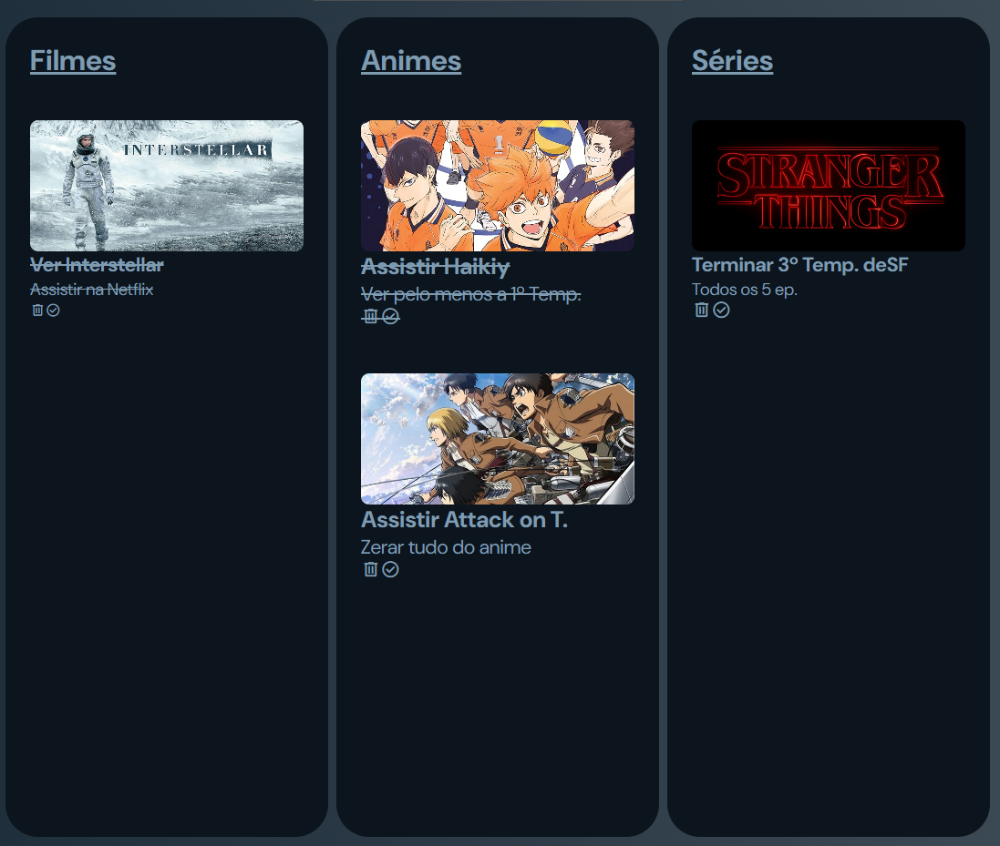 Filmes
INTERSTELLAR
Ver Interstellar
Assistir na Netflix
Animes
1
Assistir Haikiy
Ver pelo menos a 1º Temp.
Assistir Attack on T.
Zerar tudo do anime
Séries
STRANGER
THINGS
Terminar 3º Temp. deSF
Todos os 5 ep.